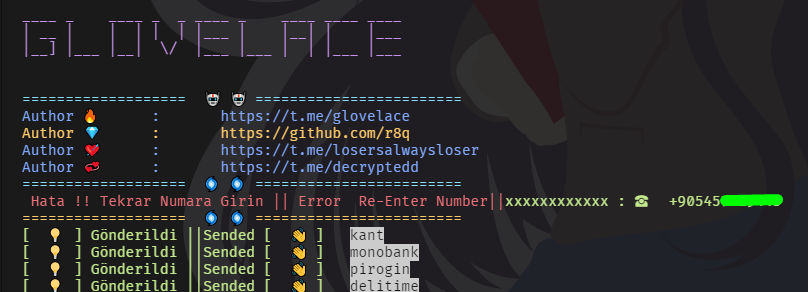 GLOVELACE
=================== 💀 💀 ========================
Author 🔥 : https://t.me/glovelace
Author 💎 : https://github.com/r8q
Author 💘 : https://t.me/losersalwaysloser
Author 💋 : https://t.me/decryptedd
=================== 🧿 🧿 ========================
Hata !! Tekrar Numara Girin || Error Re-Enter Number||xxxxxxxxxxxx : ☎ +90545
=================== 🧿 🧿 ========================
[ 💡 ] Gönderildi ||Sended [ 👋 ] kant
[ 💡 ] Gönderildi ||Sended [ 👋 ] monobank
[ 💡 ] Gönderildi ||Sended [ 👋 ] pirogin
[ 💡 ] Gönderildi ||Sended [ 👋 ] delitime